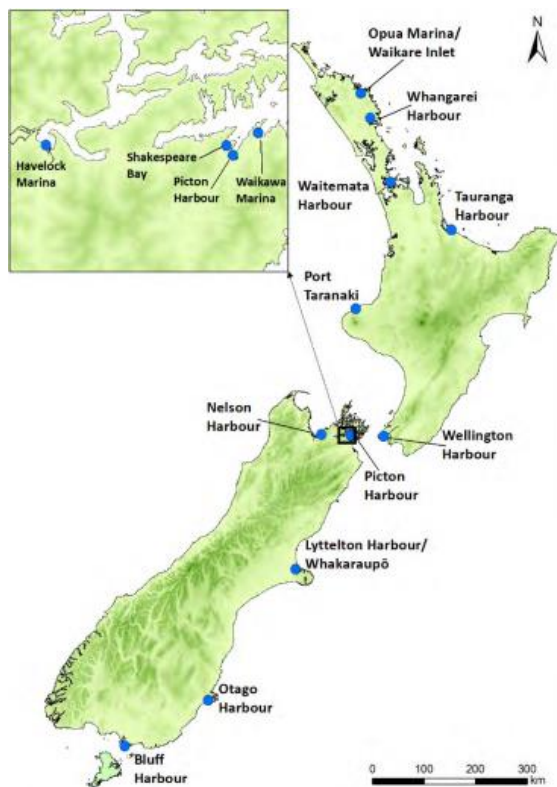 N
Opua Marina/
Waikare Inlet
Whangarei
Harbour
Waitemata
Harbour
Tauranga
Harbour
Havelock
Marina
Shakespeare
Bay
Picton
Harbour
Waikawa
Marina
Port
Taranaki
Nelson
Harbour
Wellington
Harbour
Picton
Harbour
Lyttelton Harbour/
Whakaraupō
Otago
Harbour
Bluff
Harbour
0 100 200 300
km